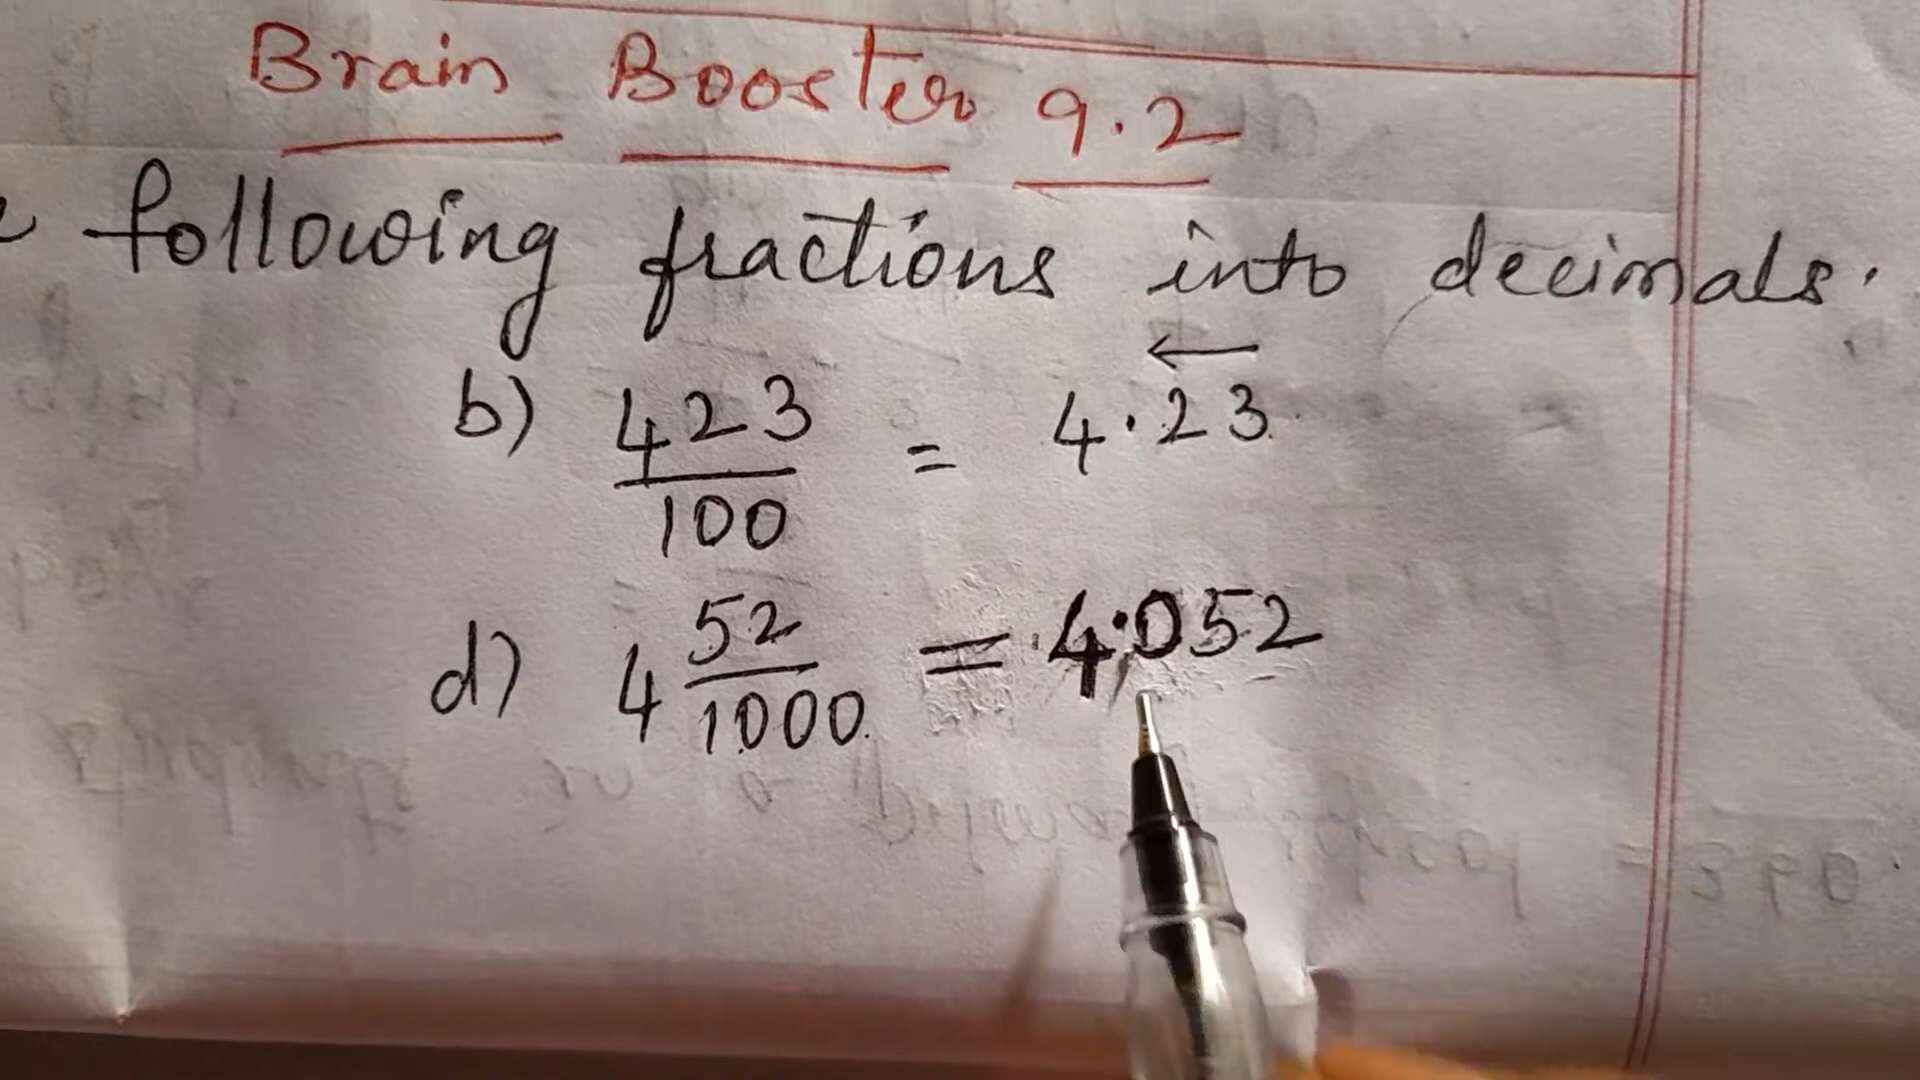 Brain Booster 9.2
following fractions into decimals.
b) 423/100 = 4.23
d) 4 52/1000 = 4.052